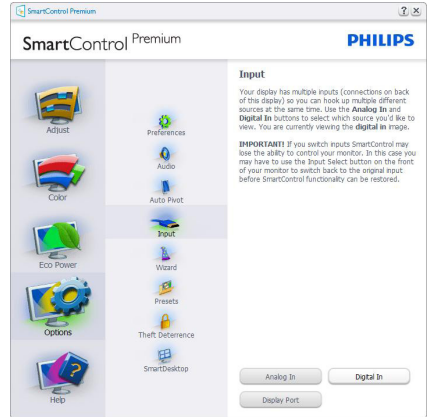 SmartControl Premium
SmartControl Premium
PHILIPS
Adjust
Color
Eco Power
Options
Help
Preferences
Audio
Auto Pivot
Input
Wizard
Presets
Theft Deterrence
SmartDesktop
Input
Your display has multiple inputs (connections on back
of this display) so you can hook up multiple different
sources at the same time. Use the Analog In and
Digital In buttons to select which source you'd like to
view. You are currently viewing the digital in image.
IMPORTANT! If you switch inputs SmartControl may
lose the ability to control your monitor. In this case you
may have to use the Input Select button on the front
of your monitor to switch back to the original input
before SmartControl functionality can be restored.
Analog In
Digital In
Display Port